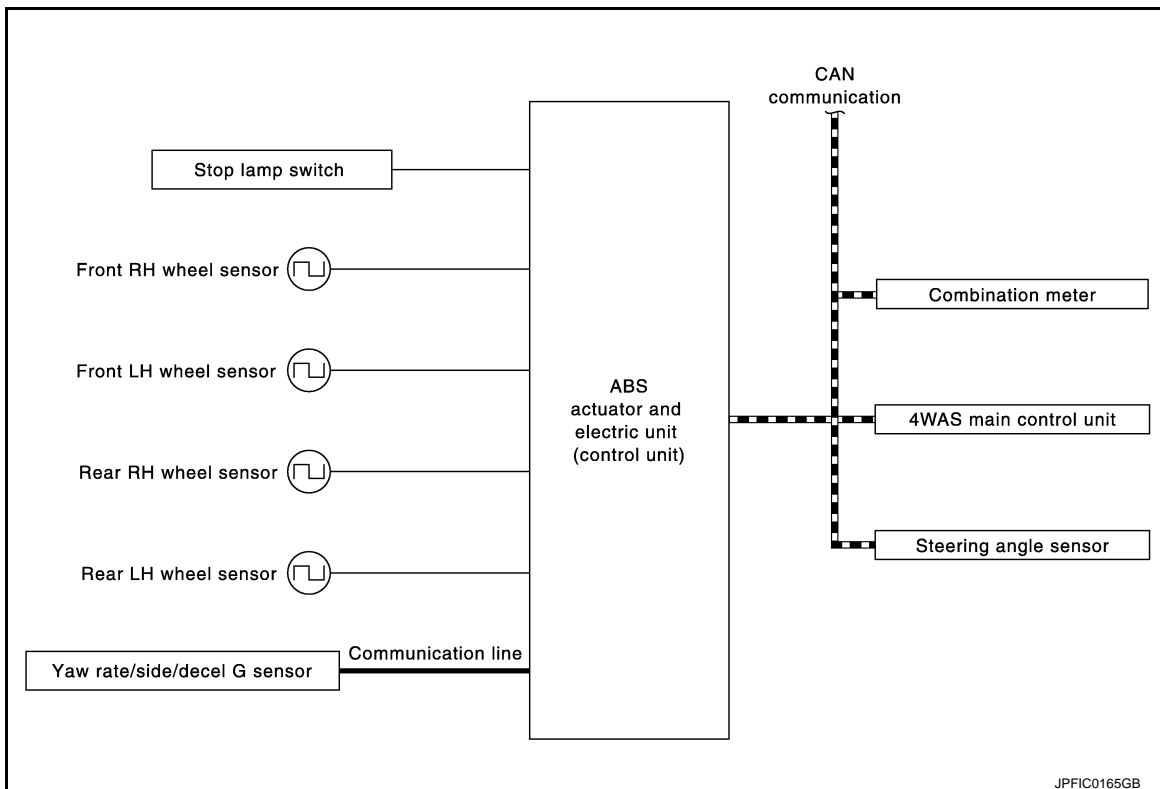 CAN
communication
Stop lamp switch
Front RH wheel sensor
Combination meter
Front LH wheel sensor
ABS
actuator and
electric unit
(control unit)
4WAS main control unit
Rear RH wheel sensor
Steering angle sensor
Rear LH wheel sensor
Communication line
Yaw rate/side/decel G sensor
JPFIC0165GB